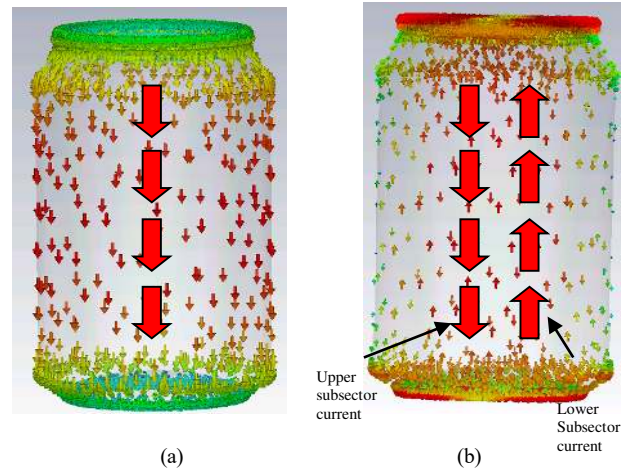 Upper
subsector
current
Lower
Subsector
current
(a)
(b)